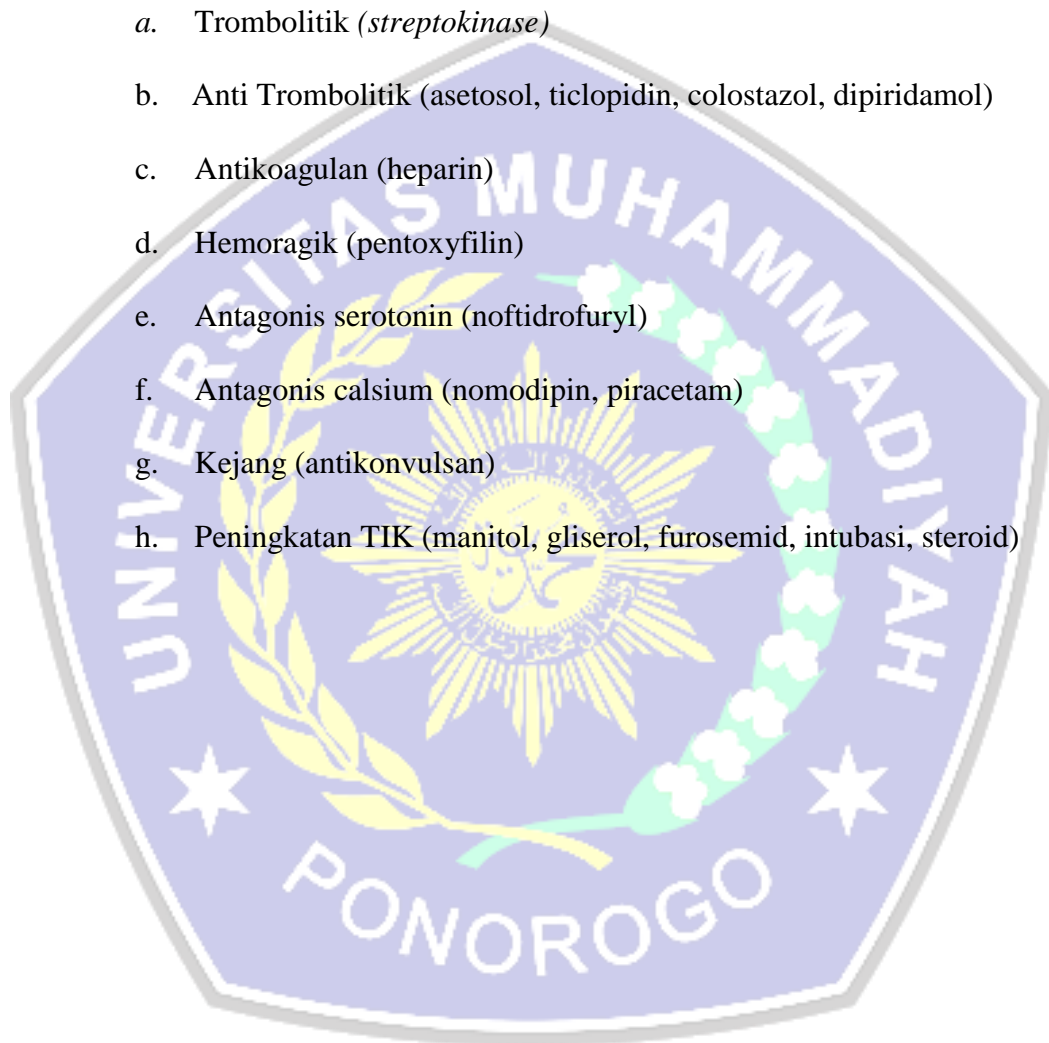 a. Trombolitik (streptokinase)
b. Anti Trombolitik (asetosol, ticlopidin, colostazol, dipiridamol)
c. Antikoagulan (heparin)
d. Hemoragik (pentoxyfilin)
e. Antagonis serotonin (noftidrofuryl)
f. Antagonis calsium (nomodipin, piracetam)
g. Kejang (antikonvulsan)
h. Peningkatan TIK (manitol, gliserol, furosemid, intubasi, steroid)
UNIVERSITAS MUHAMMADIYAH
PONOROGO